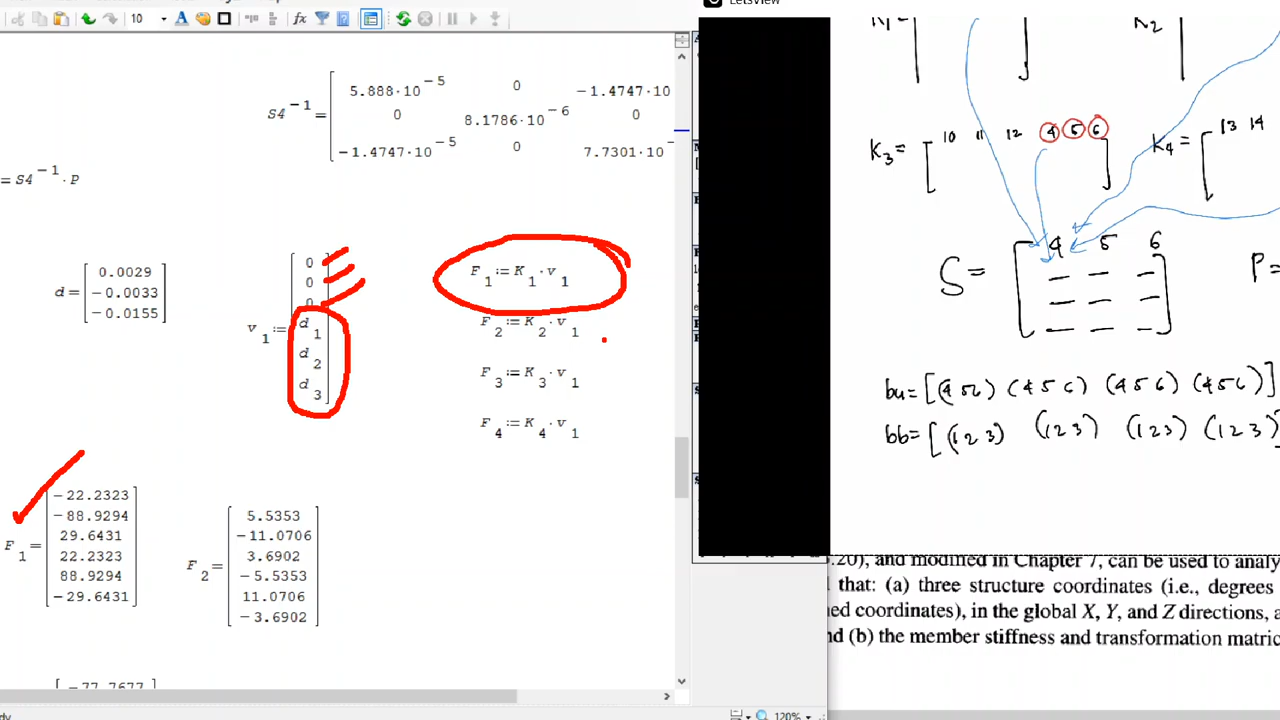 LetsView
10
fx
S4⁻¹ =
5.888·10⁻⁵ 0 -1.4747·10
0 8.1786·10⁻⁶ 0
-1.4747·10⁻⁵ 0 7.7301·10
= S4⁻¹·P
d =
0.0029
-0.0033
-0.0155
v₁ :=
0
0
0
d₁
d₂
d₃
F₁ := K₁·v₁
F₂ := K₂·v₁
F₃ := K₃·v₁
F₄ := K₄·v₁
F₁ =
-22.2323
-88.9294
29.6431
22.2323
88.9294
-29.6431
F₂ =
5.5353
-11.0706
3.6902
-5.5353
11.0706
-3.6902
120%
K₂
K₃ = [ 10 11 12 4 5 6 ]
K₄ = [ 13 14
4 5 6
S = [ ]
P =
bu = [(4 5 6) (4 5 6) (4 5 6) (4 5 6)]
bb = [(1 2 3) (1 2 3) (1 2 3) (1 2 3)
.20), and modified in Chapter 7, can be used to analy
that: (a) three structure coordinates (i.e., degrees
ned coordinates), in the global X, Y, and Z directions, a
nd (b) the member stiffness and transformation matric